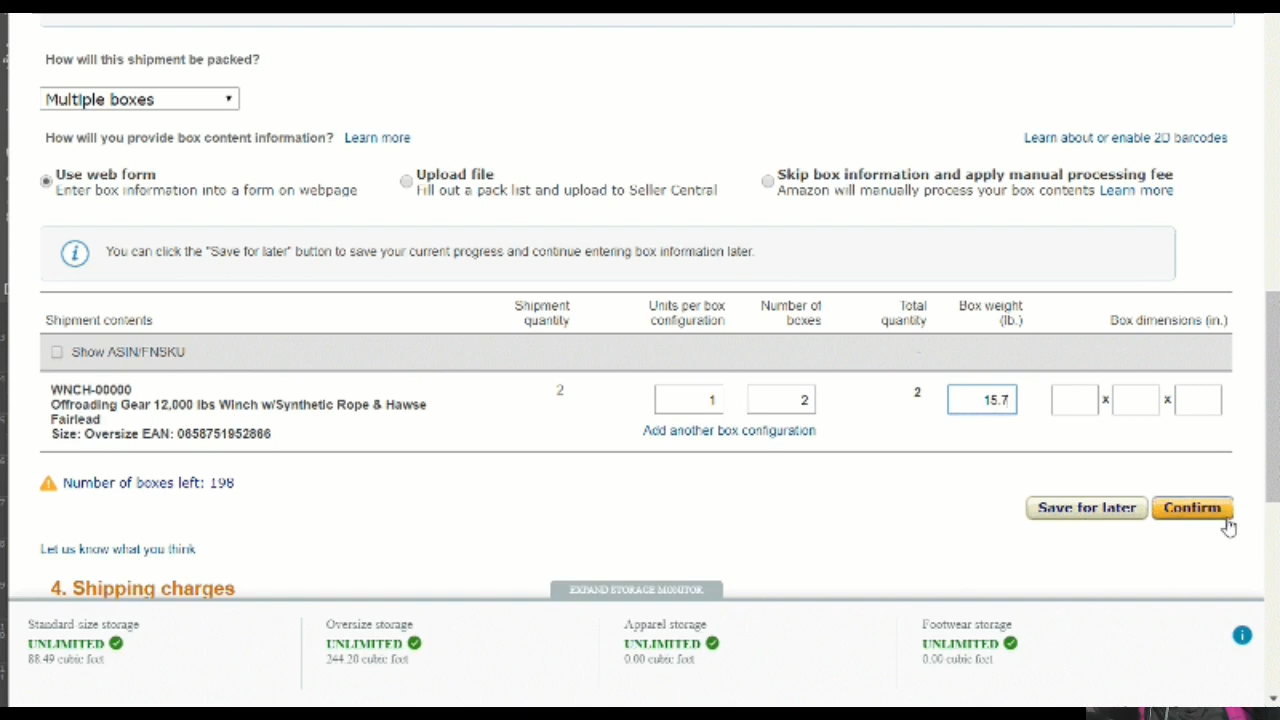 How will this shipment be packed?
Multiple boxes
How will you provide box content information? Learn more
Learn about or enable 2D barcodes
Use web form
Enter box information into a form on webpage
Upload file
Fill out a pack list and upload to Seller Central
Skip box information and apply manual processing fee
Amazon will manually process your box contents Learn more
You can click the "Save for later" button to save your current progress and continue entering box information later.
Shipment contents
Shipment
quantity
Units per box
configuration
Number of
boxes
Total
quantity
Box weight
(lb.)
Box dimensions (in.)
Show ASIN/FNSKU
WNCH-00000
Offroading Gear 12,000 lbs Winch w/Synthetic Rope & Hawse
Fairlead
Size: Oversize EAN: 0658751952866
2
1
2
2
15.7
x
x
Add another box configuration
Number of boxes left: 198
Save for later
Confirm
Let us know what you think
4. Shipping charges
EXPAND STORAGE MONITOR
Standard-size storage
UNLIMITED
88.49 cubic feet
Oversize storage
UNLIMITED
244.20 cubic feet
Apparel storage
UNLIMITED
0.00 cubic feet
Footwear storage
UNLIMITED
0.00 cubic feet